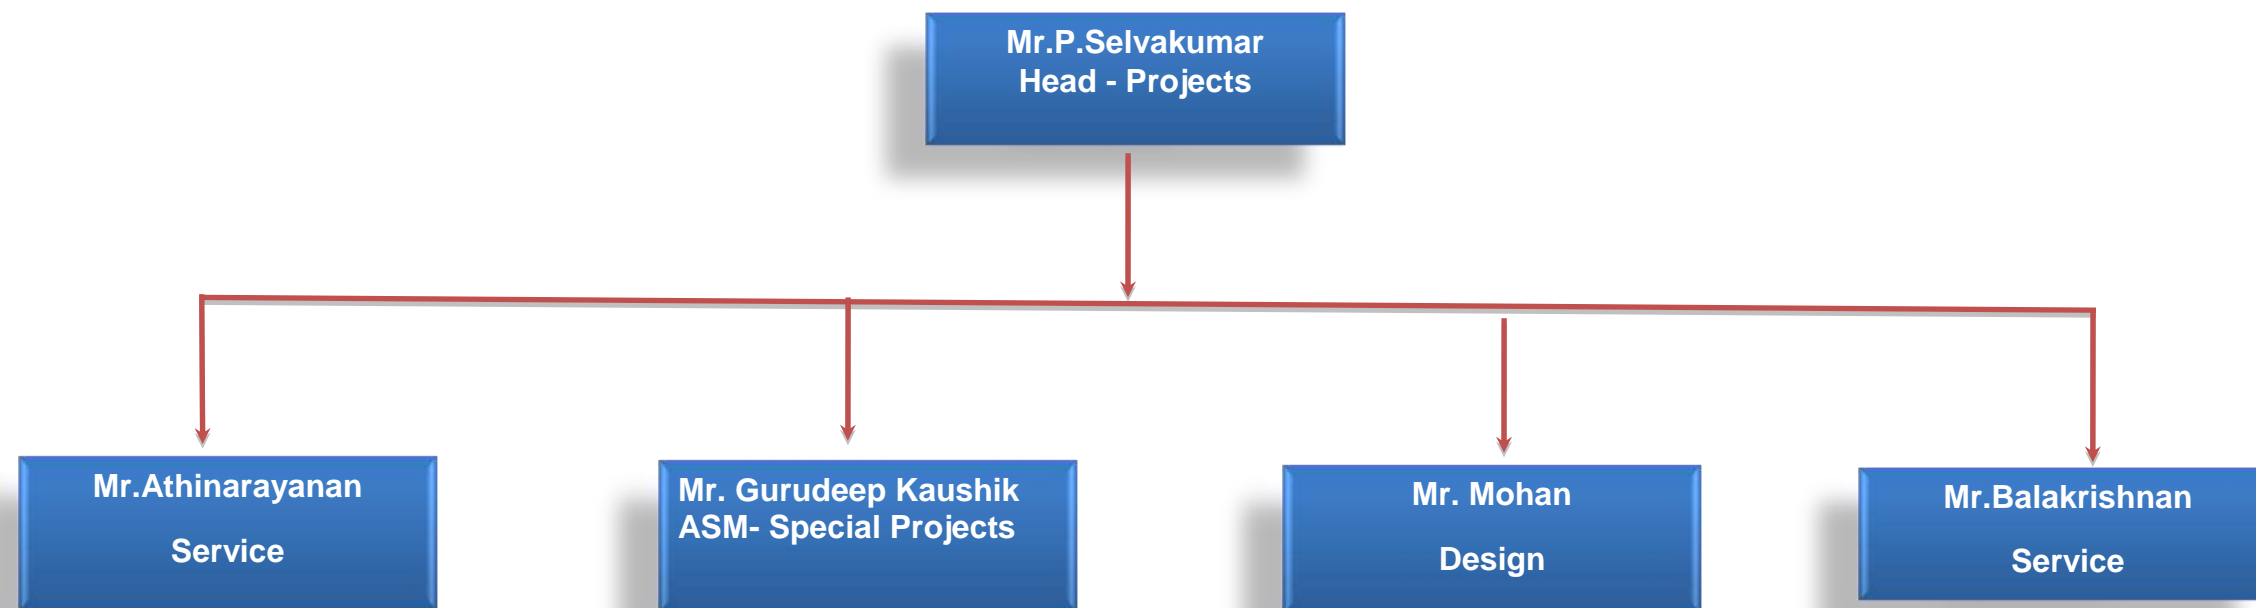 Mr.P.Selvakumar
Head - Projects
Mr.Athinarayanan
Service
Mr. Gurudeep Kaushik
ASM- Special Projects
Mr. Mohan
Design
Mr.Balakrishnan
Service